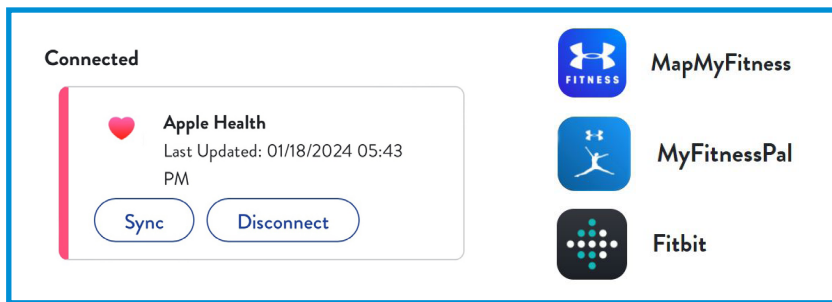 Connected
Apple Health
Last Updated: 01/18/2024 05:43
PM
Sync
Disconnect
FITNESS
MapMyFitness
MyFitnessPal
Fitbit